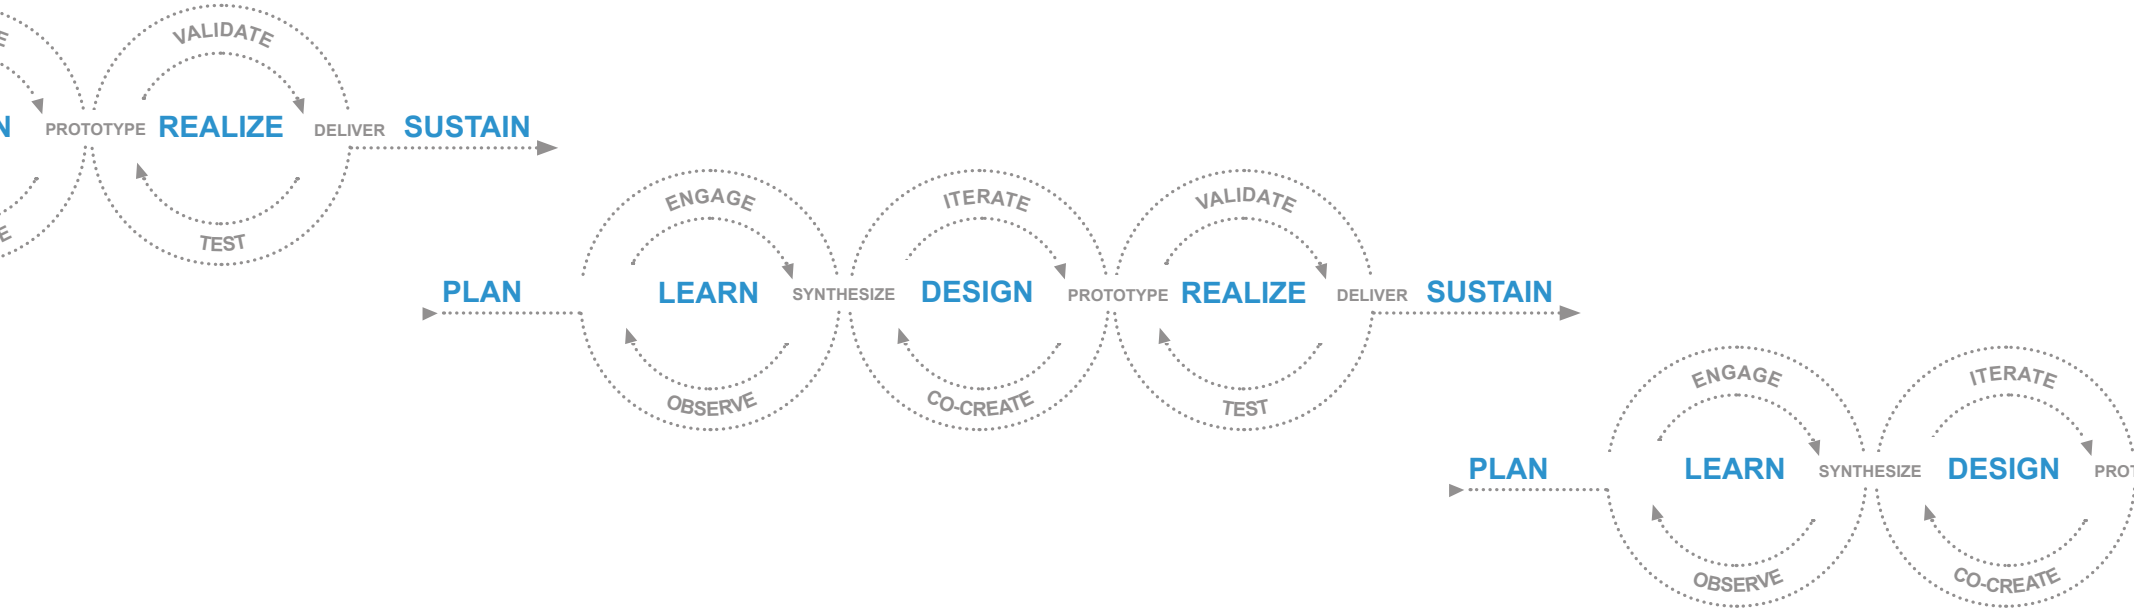 VALIDATE
PROTOTYPE REALIZE DELIVER SUSTAIN
TEST
ENGAGE ITERATE VALIDATE
PLAN LEARN SYNTHESIZE DESIGN PROTOTYPE REALIZE DELIVER SUSTAIN
OBSERVE CO-CREATE TEST
ENGAGE ITERATE
PLAN LEARN SYNTHESIZE DESIGN
OBSERVE CO-CREATE